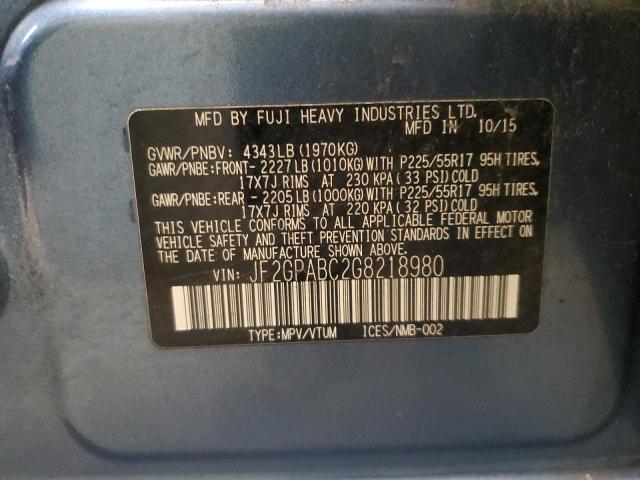 MFD BY FUJI HEAVY INDUSTRIES LTD.
MFD IN 10/15
GVWR/PNBV: 4343LB (1970KG)
GAWR/PNBE:FRONT- 2227LB(1010KG)WITH P225/55R17 95H TIRES,
17X7J RIMS AT 230 KPA(33 PSI)COLD
GAWR/PNBE:REAR - 2205LB(1000KG)WITH P225/55R17 95H TIRES,
17X7J RIMS AT 220 KPA(32 PSI)COLD
THIS VEHICLE CONFORMS TO ALL APPLICABLE FEDERAL MOTOR
VEHICLE SAFETY AND THEFT PREVENTION STANDARDS IN EFFECT ON
THE DATE OF MANUFACTURE SHOWN ABOVE.
VIN: JF2GPABC2G8218980
TYPE:MPV/VTUM ICES/NMB-002